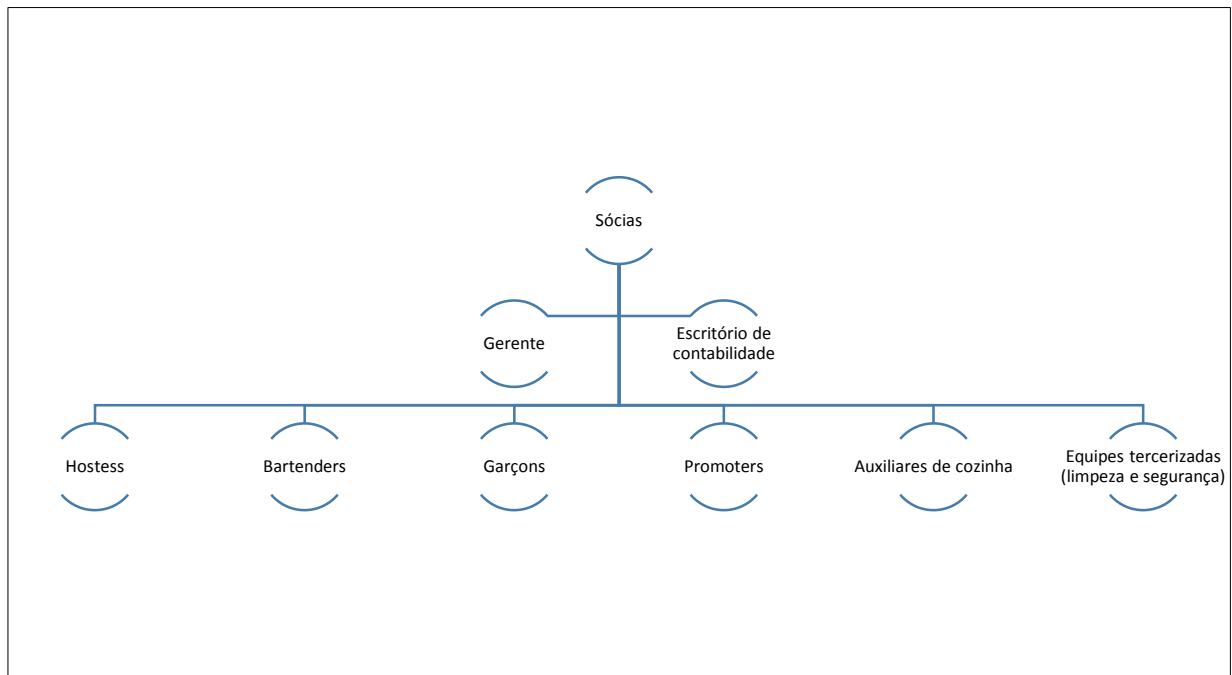 Sócias
Gerente
Escritório de
contabilidade
Hostess
Bartenders
Garçons
Promoters
Auxiliares de cozinha
Equipes tercerizadas
(limpeza e segurança)